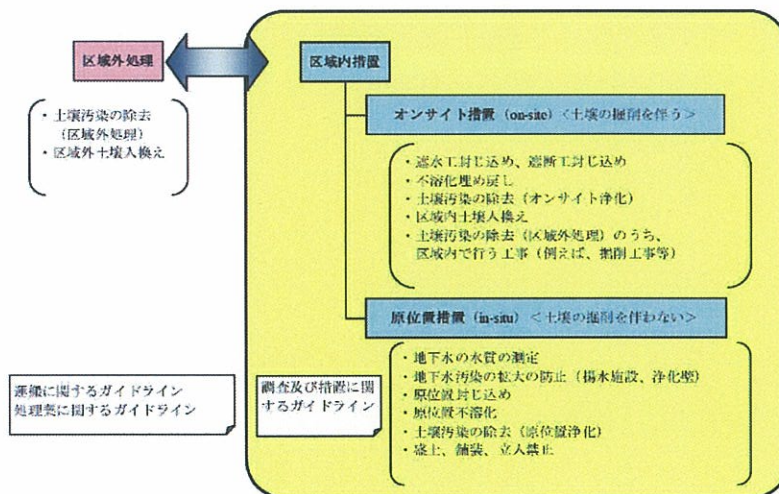 区域外処理
・土壌汚染の除去
（区域外処理）
・区域外土壌入換え
区域内措置
オンサイト措置（on-site）＜土壌の掘削を伴う＞
・遮水工封じ込め、遮断工封じ込め
・不溶化埋め戻し
・土壌汚染の除去（オンサイト浄化）
・区域内土壌入換え
・土壌汚染の除去（区域外処理）のうち、
区域内で行う工事（例えば、掘削工事等）
原位置措置（in-situ）＜土壌の掘削を伴わない＞
・地下水の水質の測定
・地下水汚染の拡大の防止（揚水施設、浄化壁）
・原位置封じ込め
・原位置不溶化
・土壌汚染の除去（原位置浄化）
・盛土、舗装、立入禁止
運搬に関するガイドライン
処理業に関するガイドライン
調査及び措置に関
するガイドライン